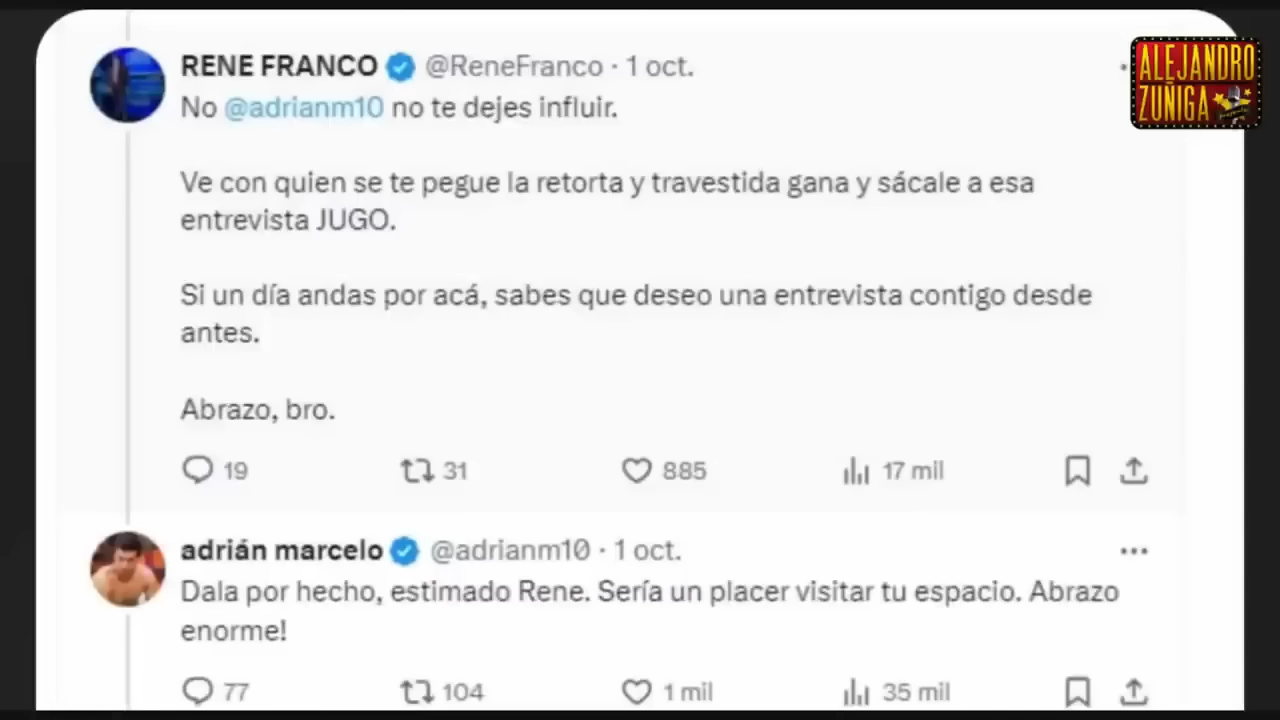 RENE FRANCO @ReneFranco · 1 oct.
No @adrianm10 no te dejes influir.
Ve con quien se te pegue la retorta y travestida gana y sácale a esa
entrevista JUGO.
Si un día andas por acá, sabes que deseo una entrevista contigo desde
antes.
Abrazo, bro.
19 31 885 17 mil
adrián marcelo @adrianm10 · 1 oct.
Dala por hecho, estimado Rene. Sería un placer visitar tu espacio. Abrazo
enorme!
77 104 1 mil 35 mil
ALEJANDRO
ZUÑIGA